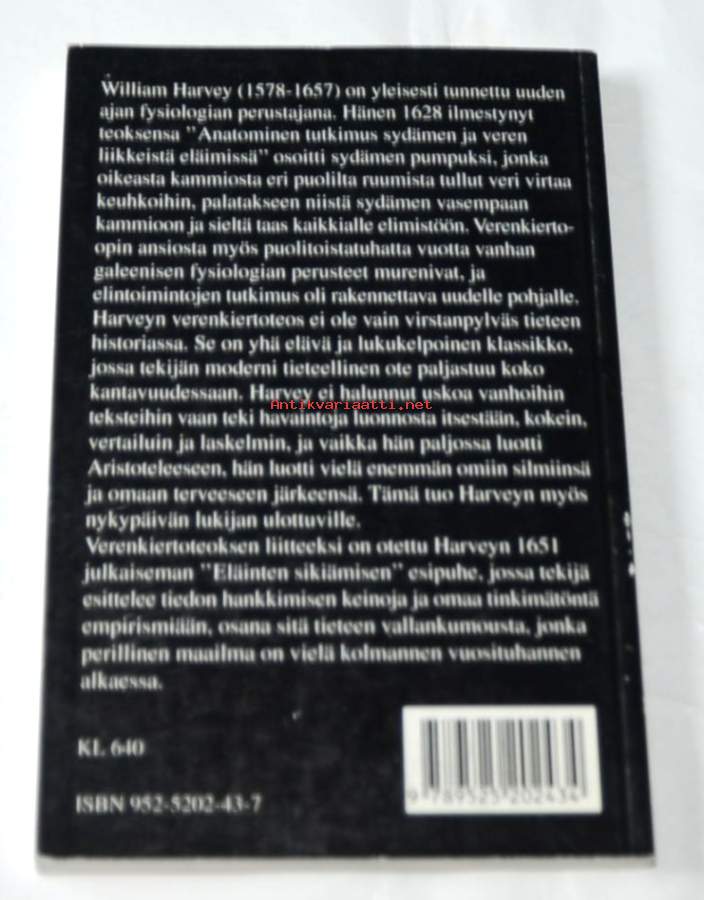 William Harvey (1578-1657) on yleisesti tunnettu uuden
ajan fysiologian perustajana. Hänen 1628 ilmestynyt
teoksensa "Anatominen tutkimus sydämen ja veren
liikkeistä eläimissä" osoitti sydämen pumpuksi, jonka
oikeasta kammiosta eri puolilta ruumista tullut veri virtaa
keuhkoihin, palatakseen niistä sydämen vasempaan
kammioon ja sieltä taas kaikkialle elimistöön. Verenkierto-
opin ansiosta myös puolitoistatuhatta vuotta vanhan
galeenisen fysiologian perusteet murenivat, ja
elintoimintojen tutkimus oli rakennettava uudelle pohjalle.
Harveyn verenkiertoteos ei ole vain virstanpylväs tieteen
historiassa. Se on yhä elävä ja lukukelpoinen klassikko,
jossa tekijän moderni tieteellinen ote paljastuu koko
kantavuudessaan. Harvey ei halunnut uskoa vanhoihin
Antikvariaatti.net
teksteihin vaan teki havaintoja luonnosta itsestään, kokein,
vertailuin ja laskelmin, ja vaikka hän paljossa luotti
Aristoteleeseen, hän luotti vielä enemmän omiin silmiinsä
ja omaan terveeseen järkeensä. Tämä tuo Harveyn myös
nykypäivän lukijan ulottuville.
Verenkiertoteoksen liitteeksi on otettu Harveyn 1651
julkaiseman "Eläinten sikiämisen" esipuhe, jossa tekijä
esittelee tiedon hankkimisen keinoja ja omaa tinkimätöntä
empirismiään, osana sitä tieteen vallankumousta, jonka
perillinen maailma on vielä kolmannen vuosituhannen
alkaessa.
KL 640
ISBN 952-5202-43-7
9 789525 202434